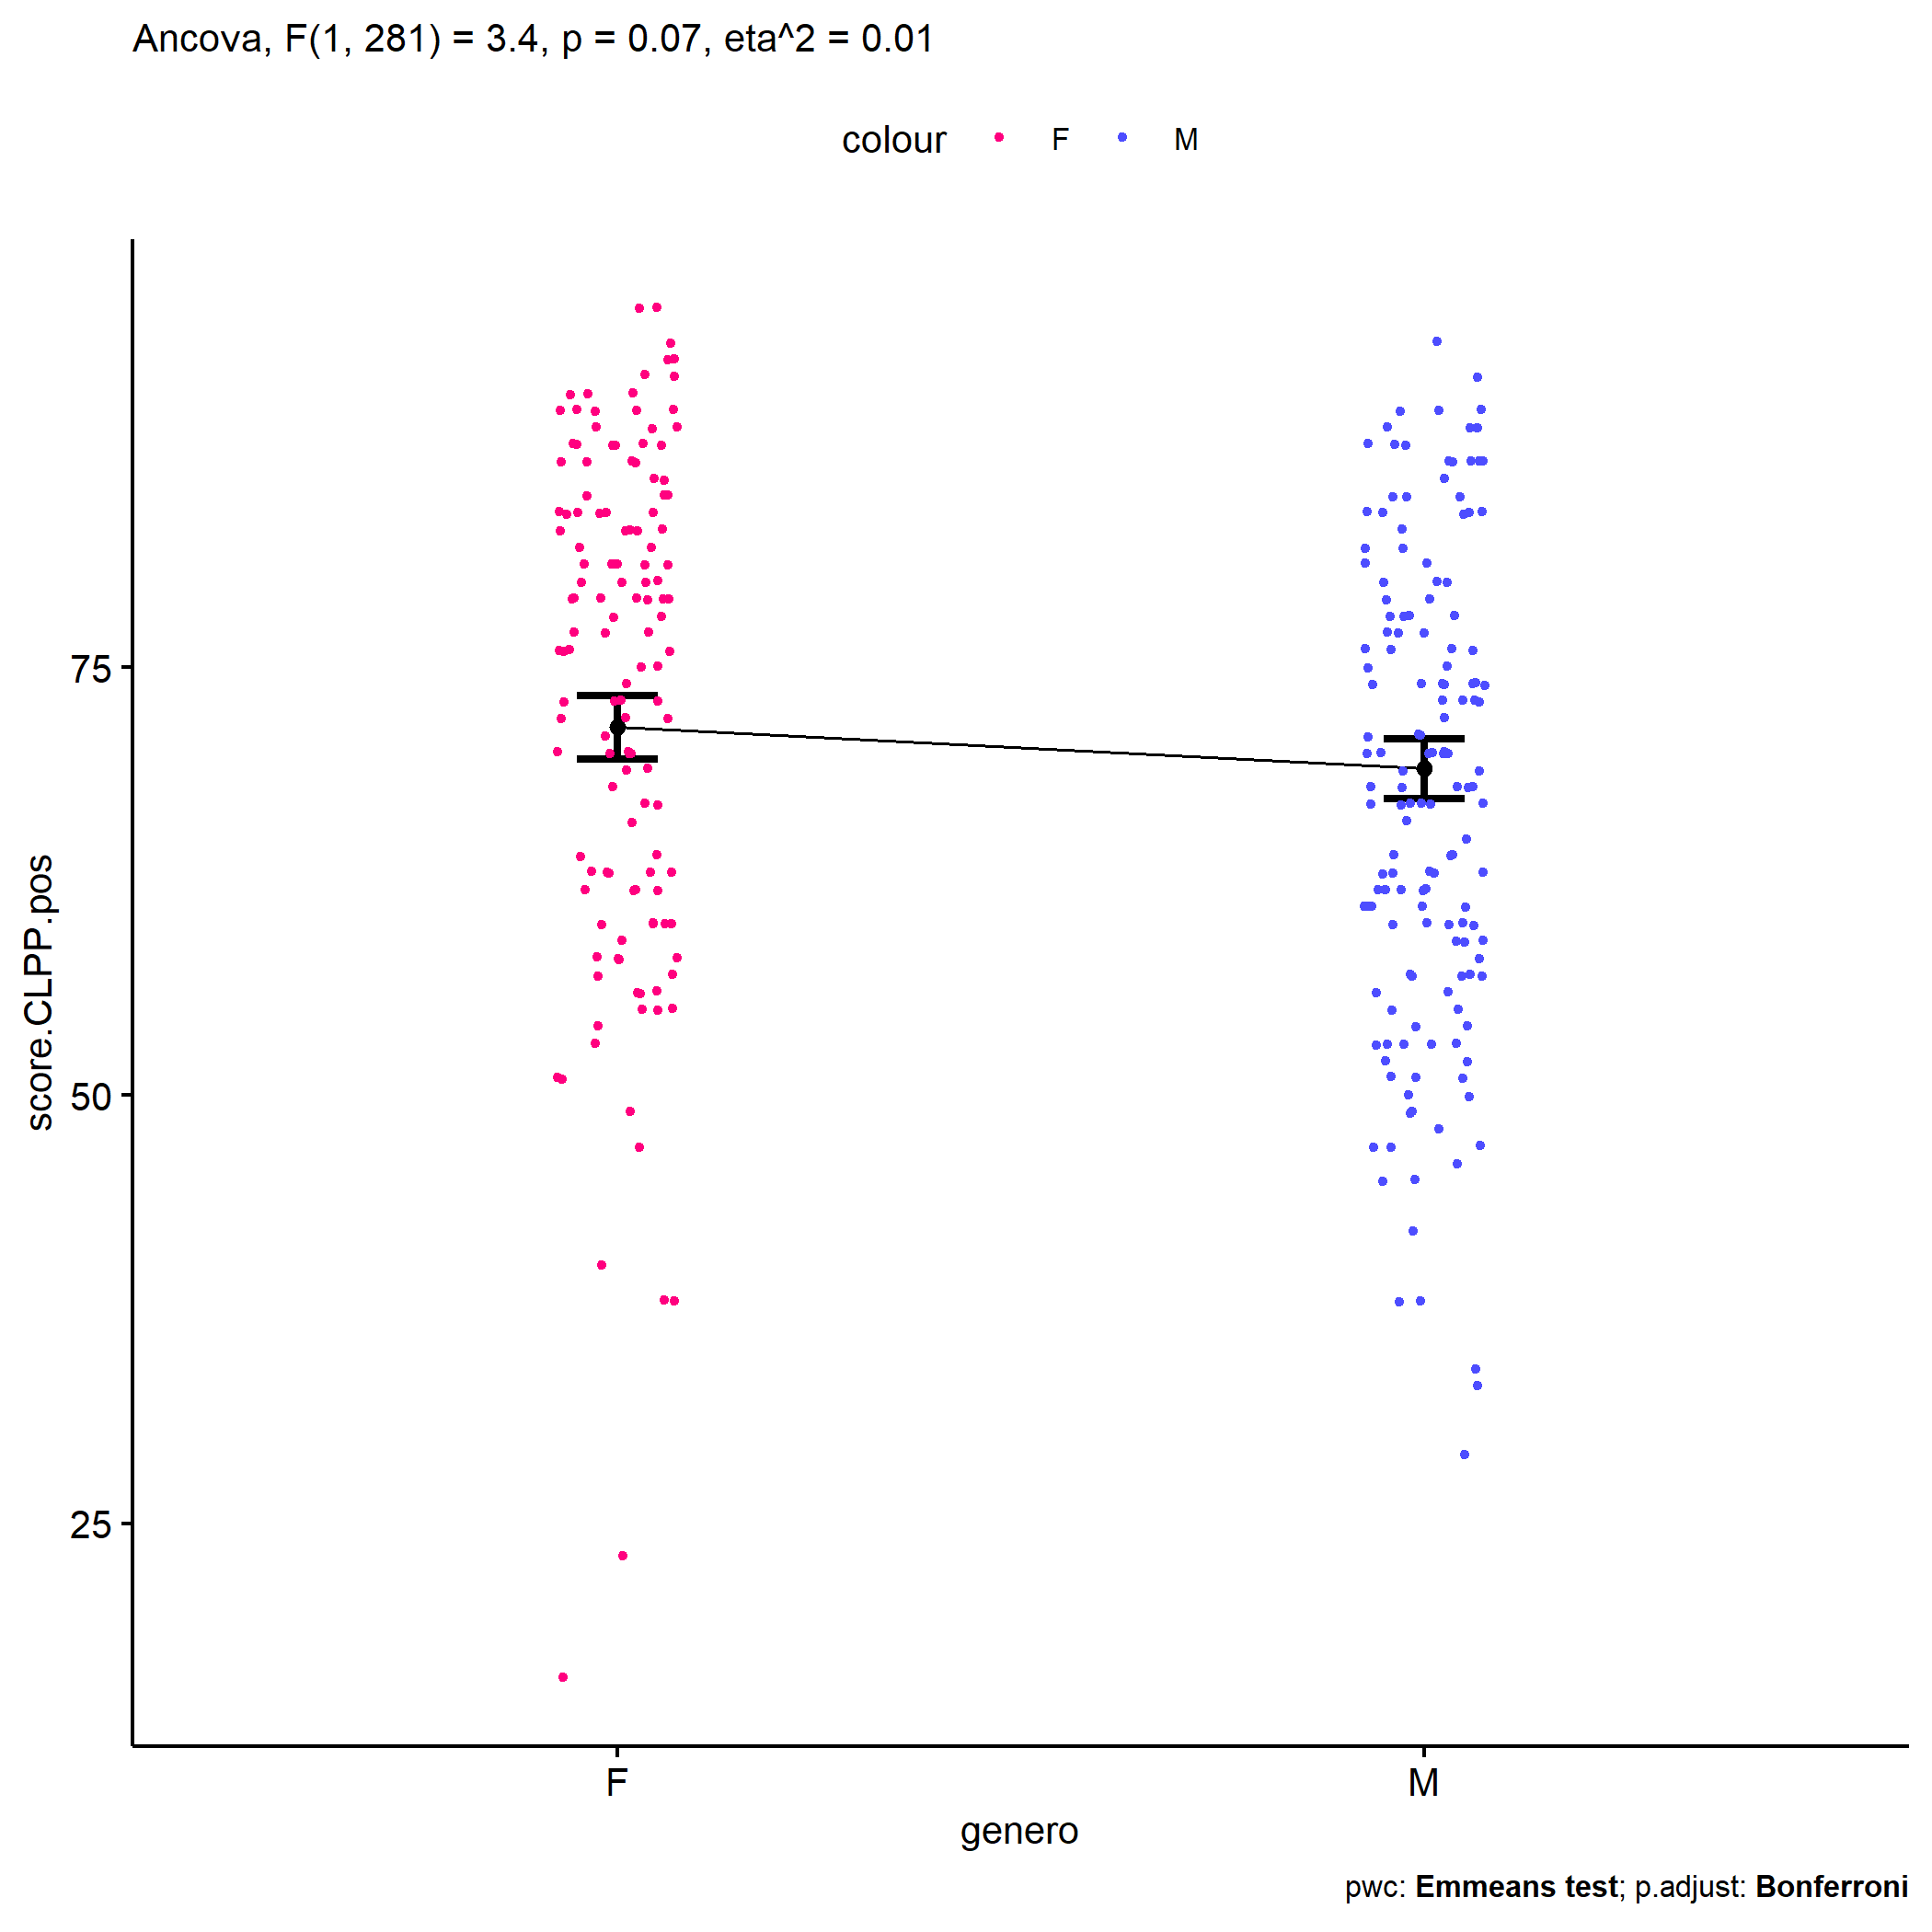 Ancova, F(1, 281) = 3.4, p = 0.07, eta^2 = 0.01
colour F M
score.CLPP.pos
75
50
25
F M
genero
pwc: Emmeans test; p.adjust: Bonferroni